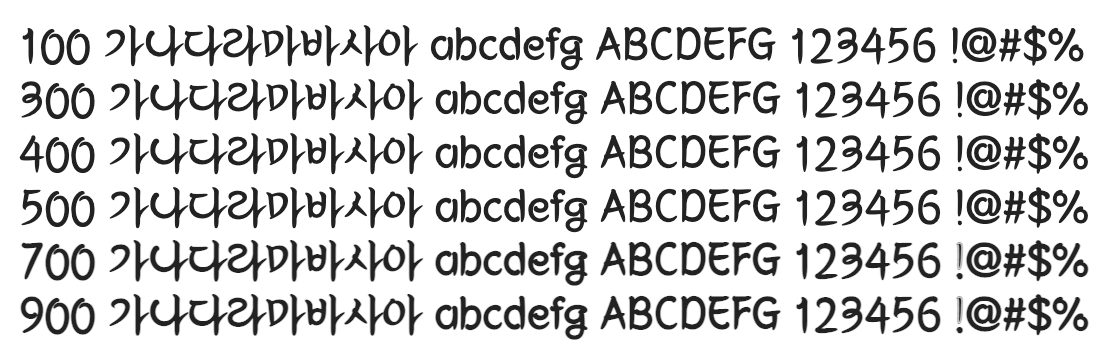 100 가나다라마바사아 abcdefg ABCDEFG 123456 !@#$%
300 가나다라마바사아 abcdefg ABCDEFG 123456 !@#$%
400 가나다라마바사아 abcdefg ABCDEFG 123456 !@#$%
500 가나다라마바사아 abcdefg ABCDEFG 123456 !@#$%
700 가나다라마바사아 abcdefg ABCDEFG 123456 !@#$%
900 가나다라마바사아 abcdefg ABCDEFG 123456 !@#$%